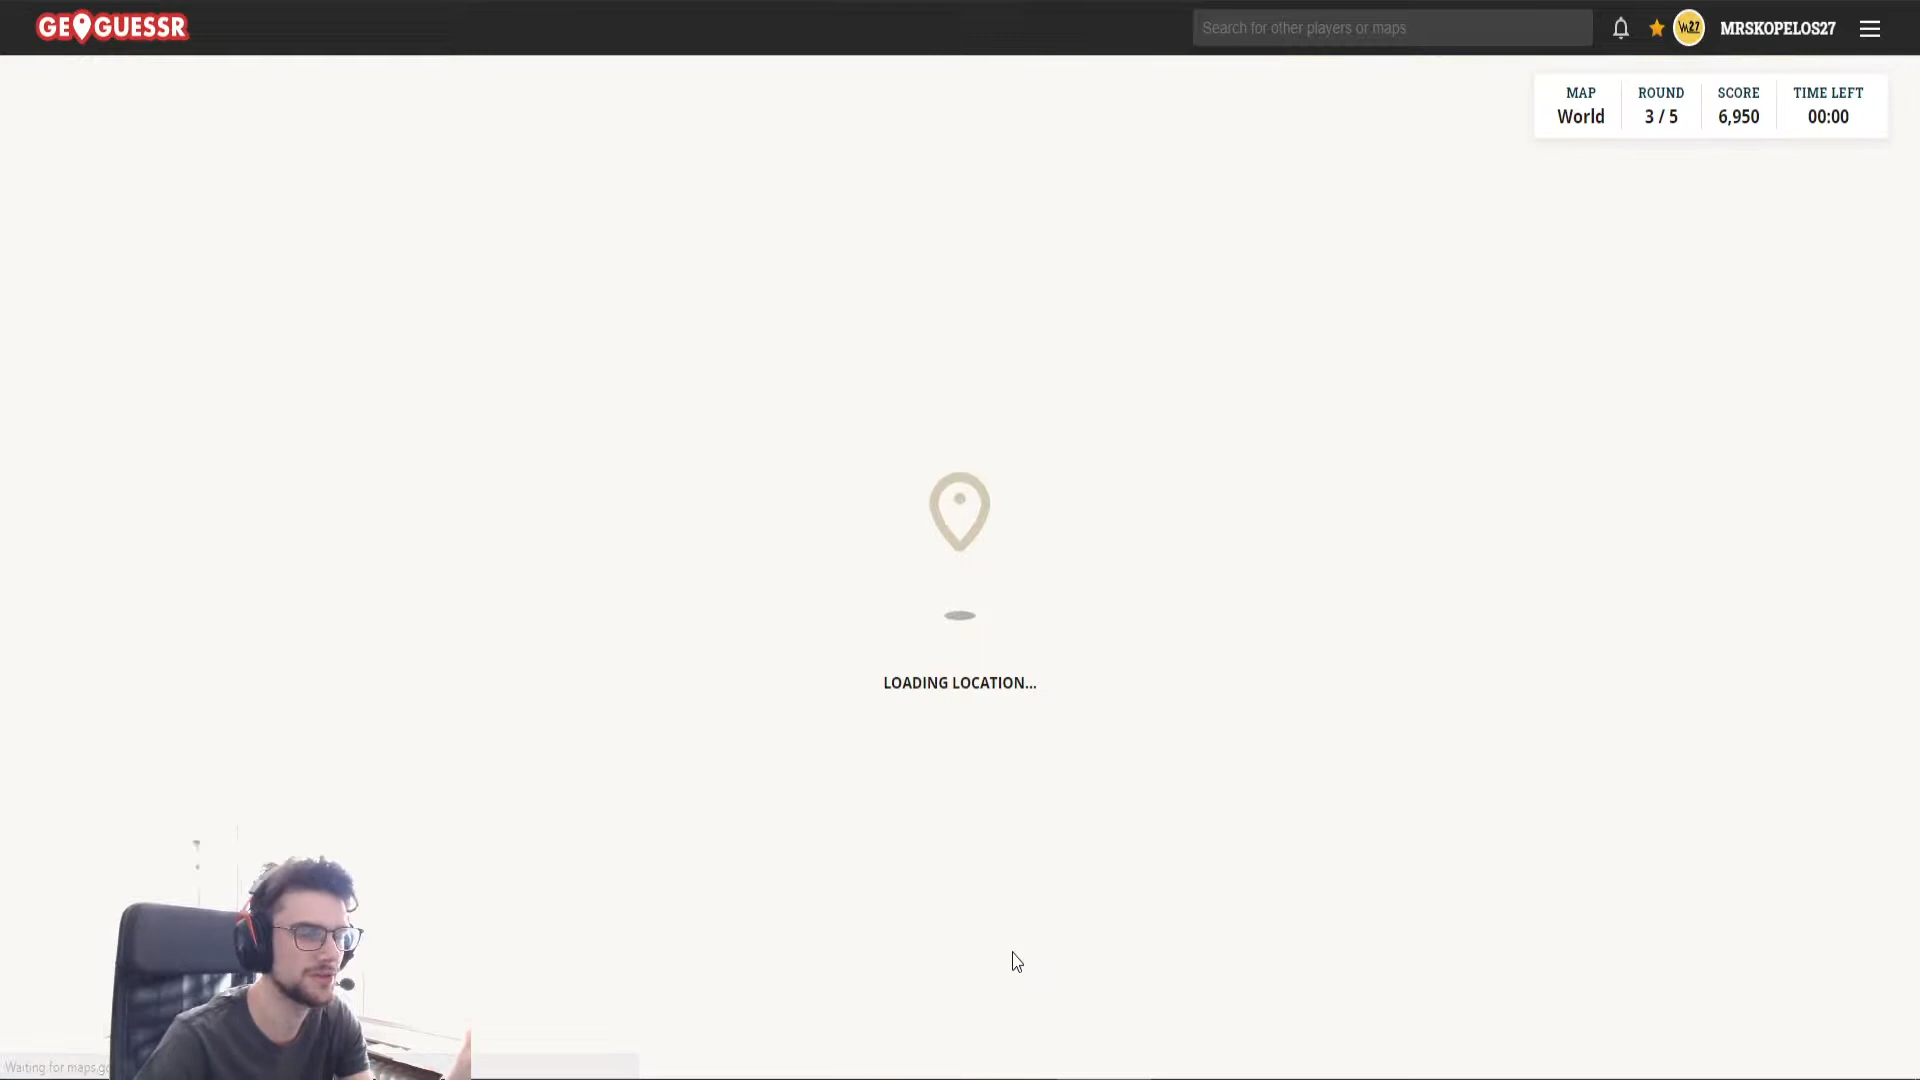 GEOGUESSR
Search for other players or maps
MRSKOPELOS27
MAP ROUND SCORE TIME LEFT
World 3 / 5 6,950 00:00
LOADING LOCATION...
Waiting for maps.go